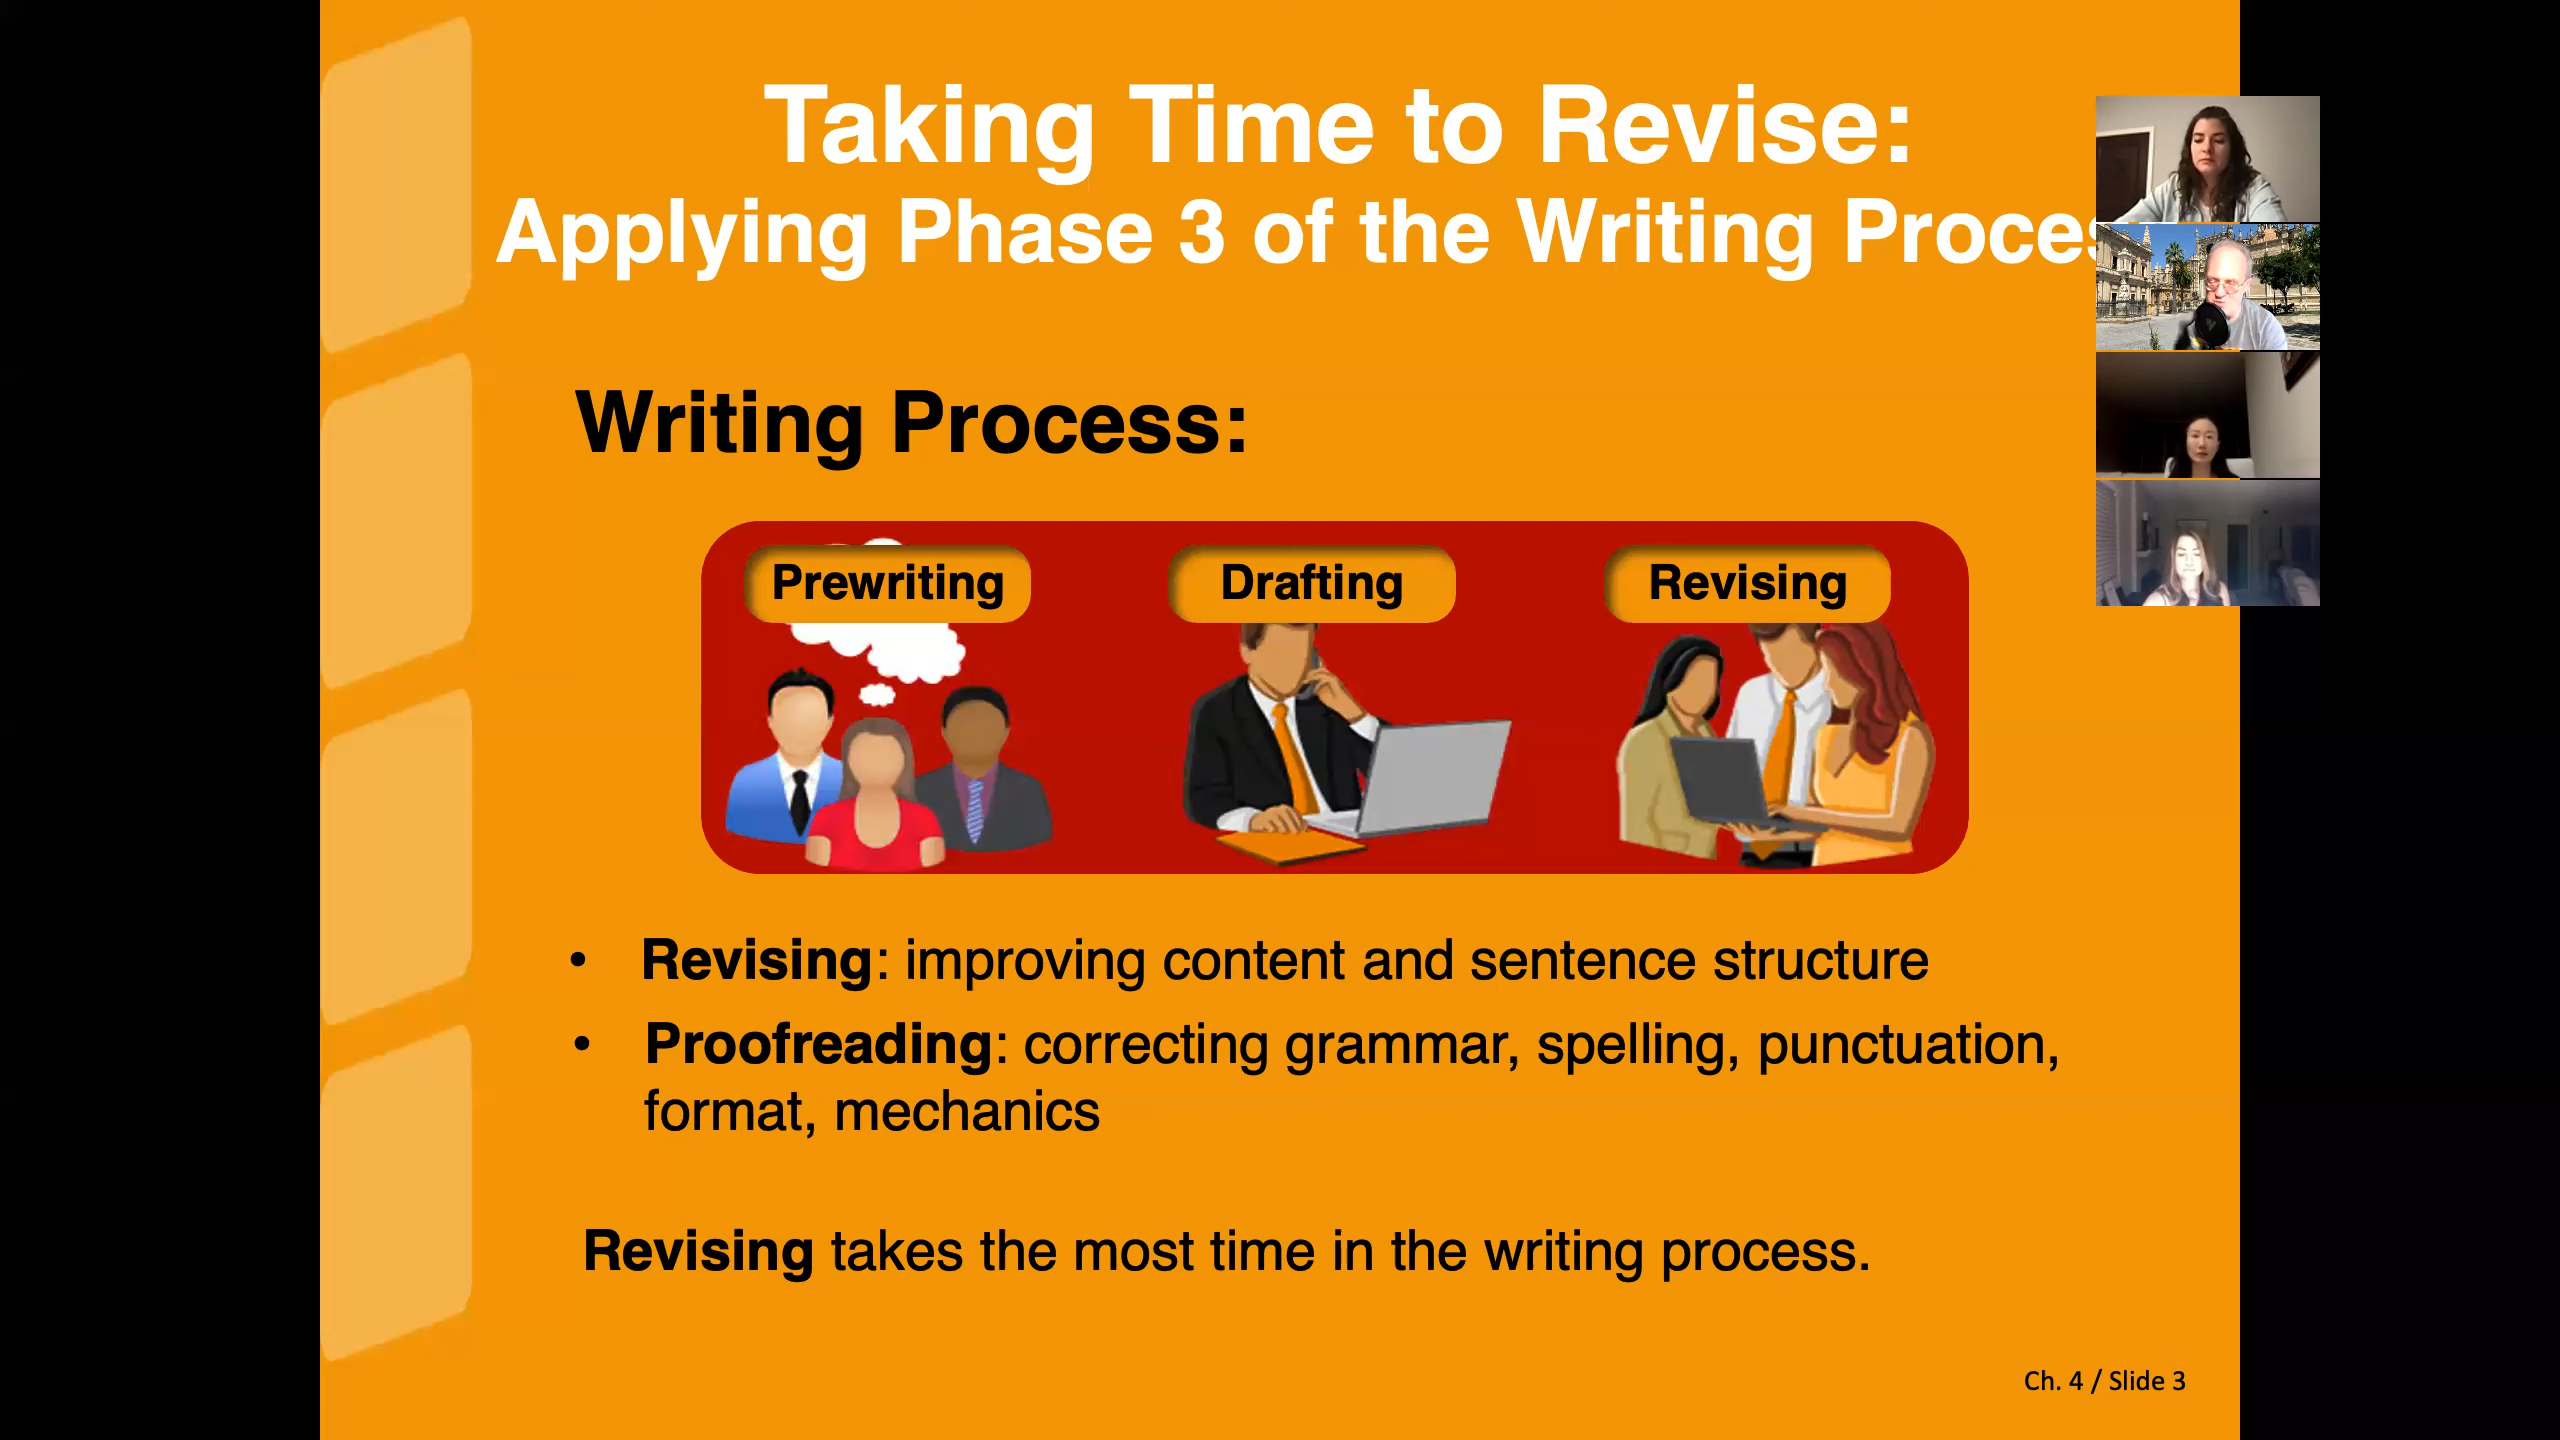 Taking Time to Revise:
Applying Phase 3 of the Writing Proces
Writing Process:
Prewriting
Drafting
Revising
• Revising: improving content and sentence structure
• Proofreading: correcting grammar, spelling, punctuation,
format, mechanics
Revising takes the most time in the writing process.
Ch. 4 / Slide 3